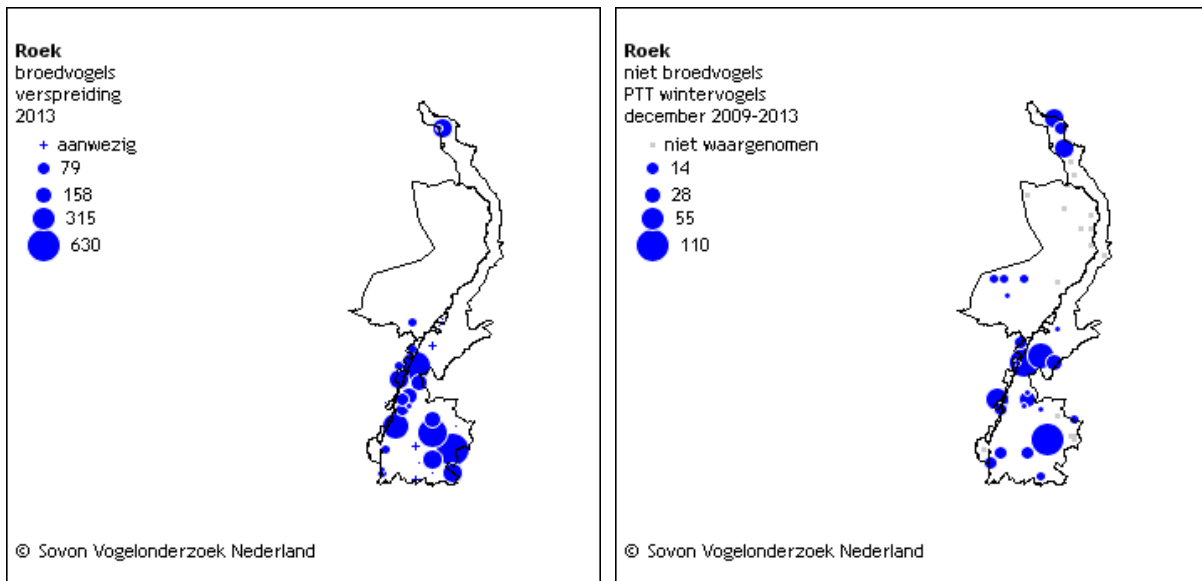 Roek
broedvogels
verspreiding
2013
aanwezig
79
158
315
630
© Sovon Vogelonderzoek Nederland
Roek
niet broedvogels
PTT wintervogels
december 2009-2013
niet waargenomen
14
28
55
110
© Sovon Vogelonderzoek Nederland